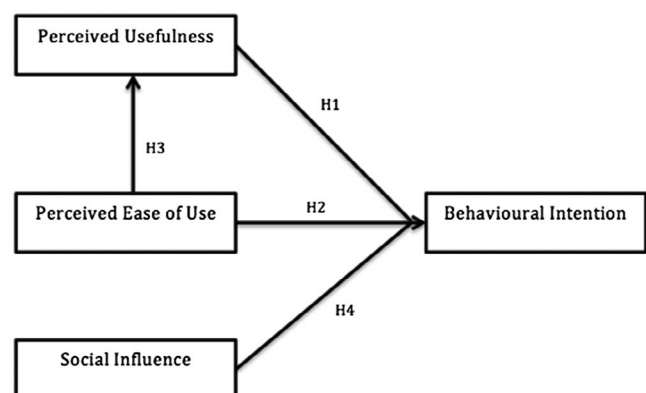 Perceived Usefulness
H1
H3
Perceived Ease of Use
H2
Behavioural Intention
H4
Social Influence